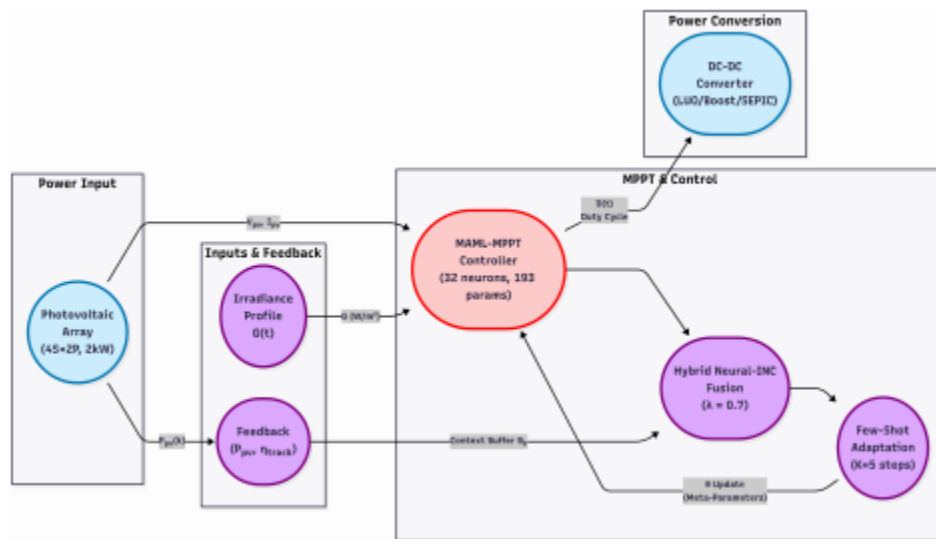 Power Conversion
DC-DC
Converter
(LUO/Boost/SEPIC)
Power Input
MPPT & Control
D(t)
Duty Cycle
MAML-MPPT
Controller
(32 neurons, 193
params)
Inputs & Feedback
Irradiance
Profile
G(t)
G (W/m²)
Photovoltaic
Array
(4S×2P, 2kW)
Hybrid Neural-INC
Fusion
(λ = 0.7)
Feedback
Context Buffer
Few-Shot
Adaptation
(K=5 steps)
θ Update
(Meta-Parameters)